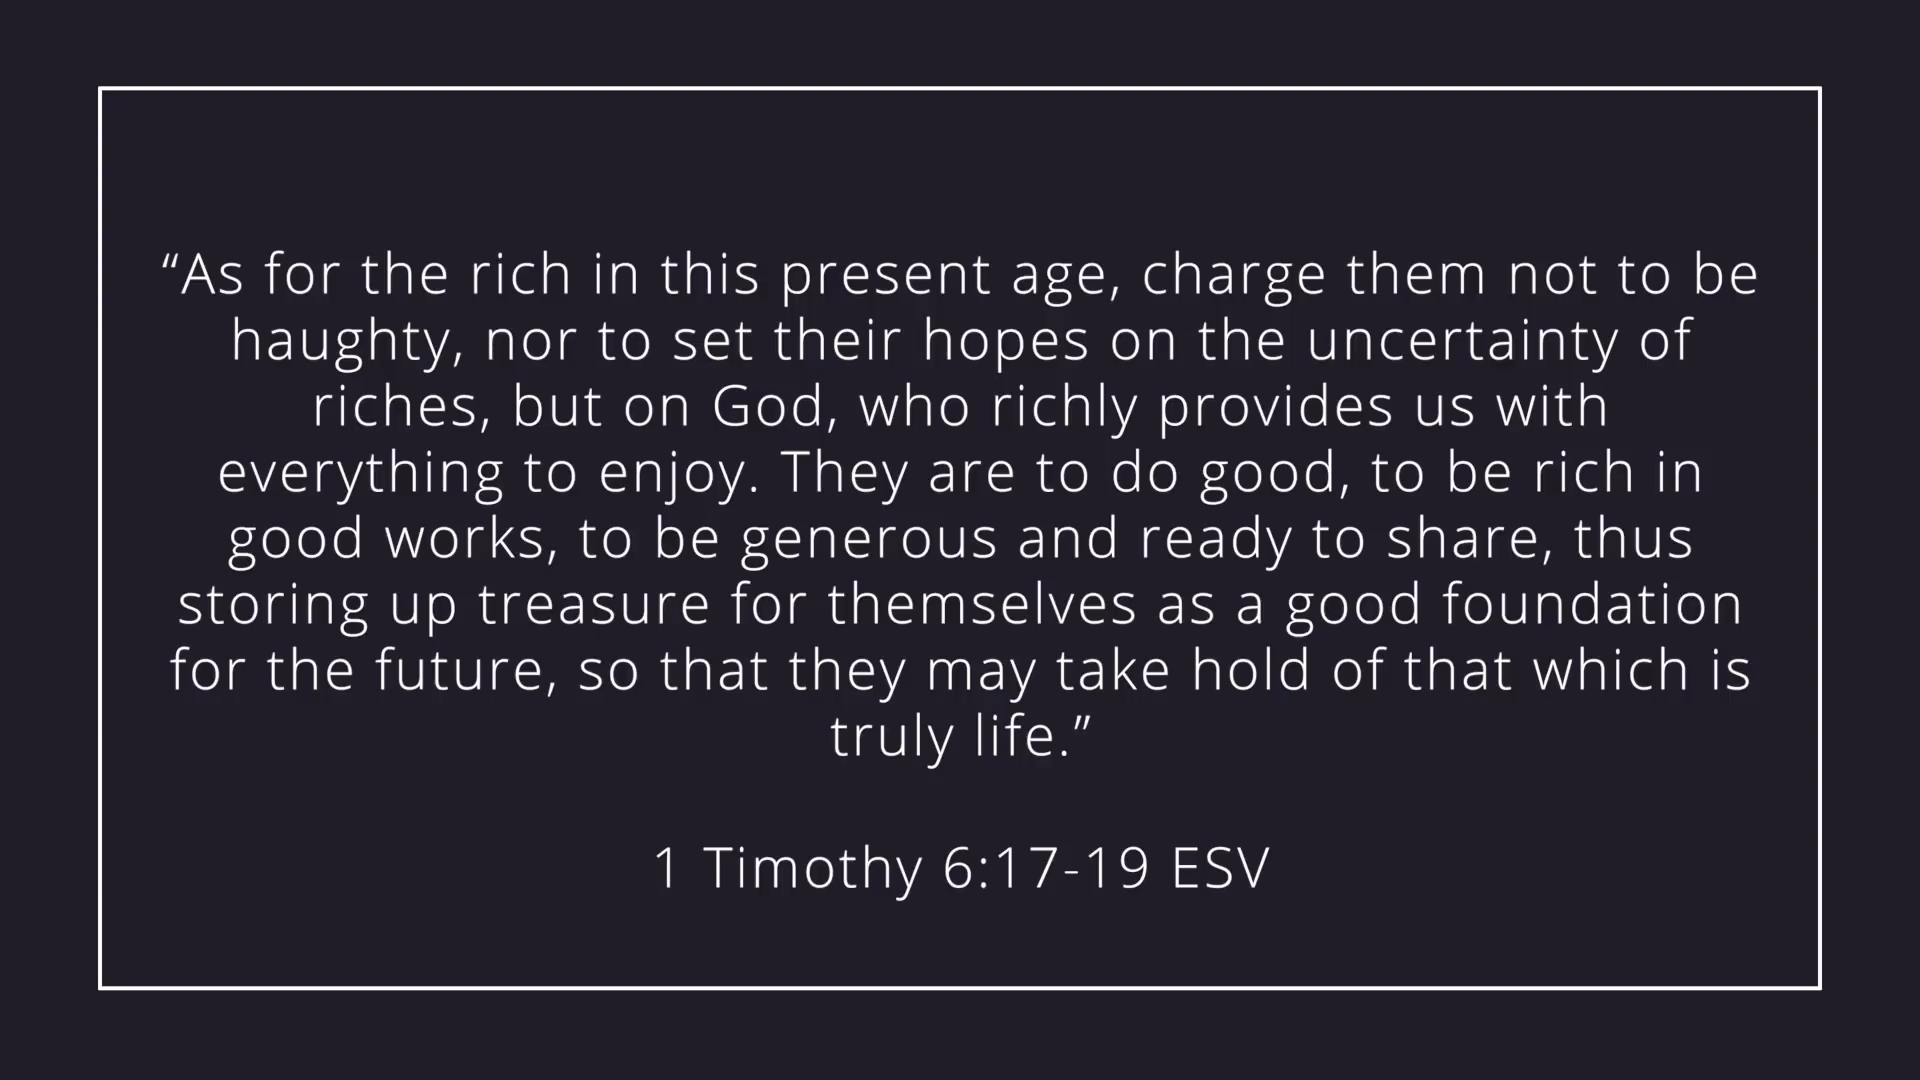 “As for the rich in this present age, charge them not to be
haughty, nor to set their hopes on the uncertainty of
riches, but on God, who richly provides us with
everything to enjoy. They are to do good, to be rich in
good works, to be generous and ready to share, thus
storing up treasure for themselves as a good foundation
for the future, so that they may take hold of that which is
truly life.”
1 Timothy 6:17-19 ESV